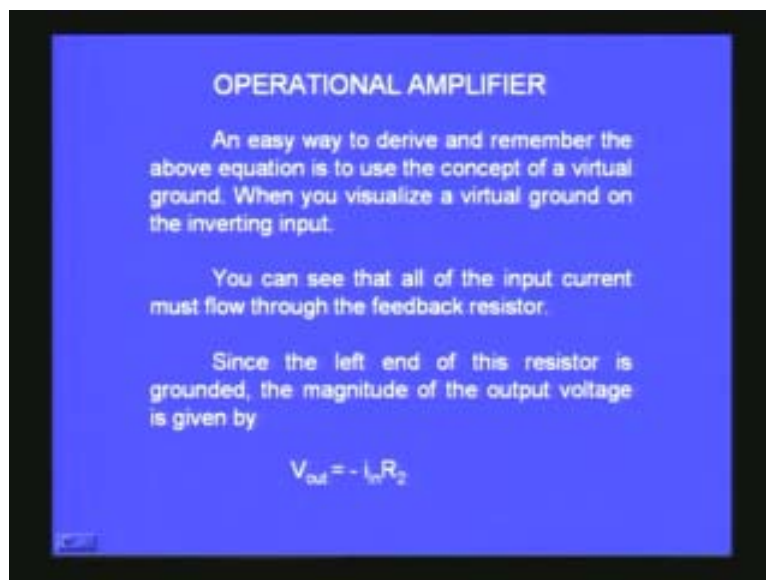 OPERATIONAL AMPLIFIER
An easy way to derive and remember the
above equation is to use the concept of a virtual
ground. When you visualize a virtual ground on
the inverting input.
You can see that all of the input current
must flow through the feedback resistor.
Since the left end of this resistor is
grounded, the magnitude of the output voltage
is given by
V_out = - i_in R_2